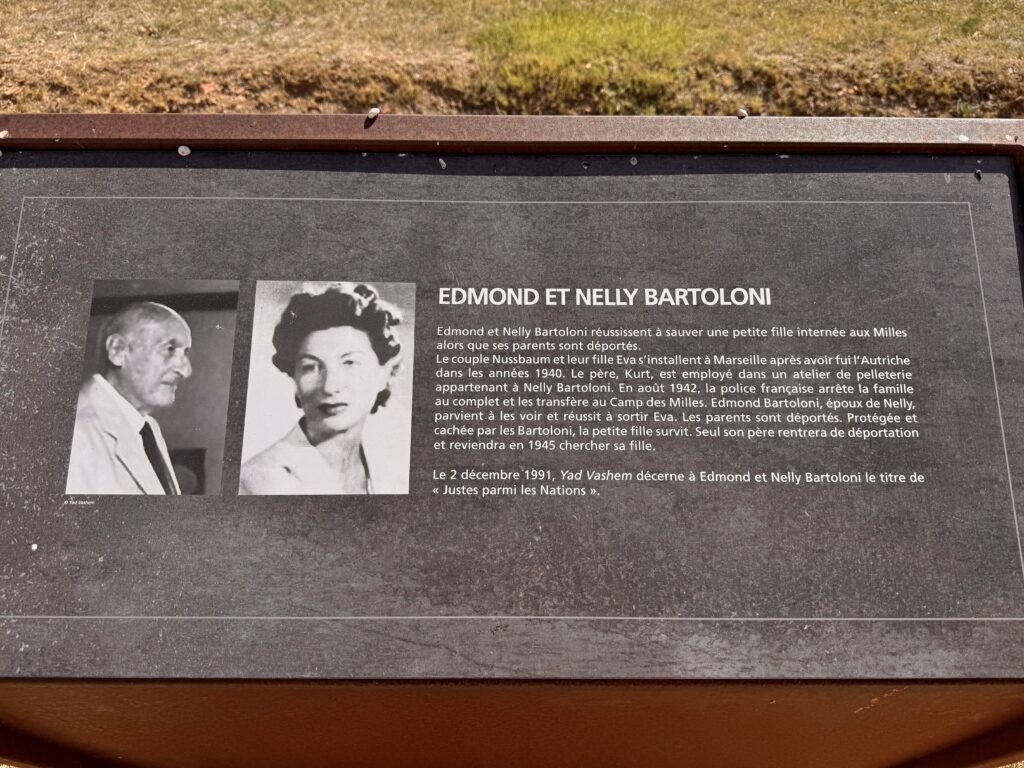 EDMOND ET NELLY BARTOLONI
Edmond et Nelly Bartoloni réussissent à sauver une petite fille internée aux Milles
alors que ses parents sont déportés.
Le couple Nussbaum et leur fille Eva s'installent à Marseille après avoir fui l'Autriche
dans les années 1940. Le père, Kurt, est employé dans un atelier de pelleterie
appartenant à Nelly Bartoloni. En août 1942, la police française arrête la famille
au complet et les transfère au Camp des Milles. Edmond Bartoloni, époux de Nelly,
parvient à les voir et réussit à sortir Eva. Les parents sont déportés. Protégée et
cachée par les Bartoloni, la petite fille survit. Seul son père rentrera de déportation
et reviendra en 1945 chercher sa fille.
Le 2 décembre 1991, Yad Vashem décerne à Edmond et Nelly Bartoloni le titre de
« Justes parmi les Nations ».
© Yad Vashem